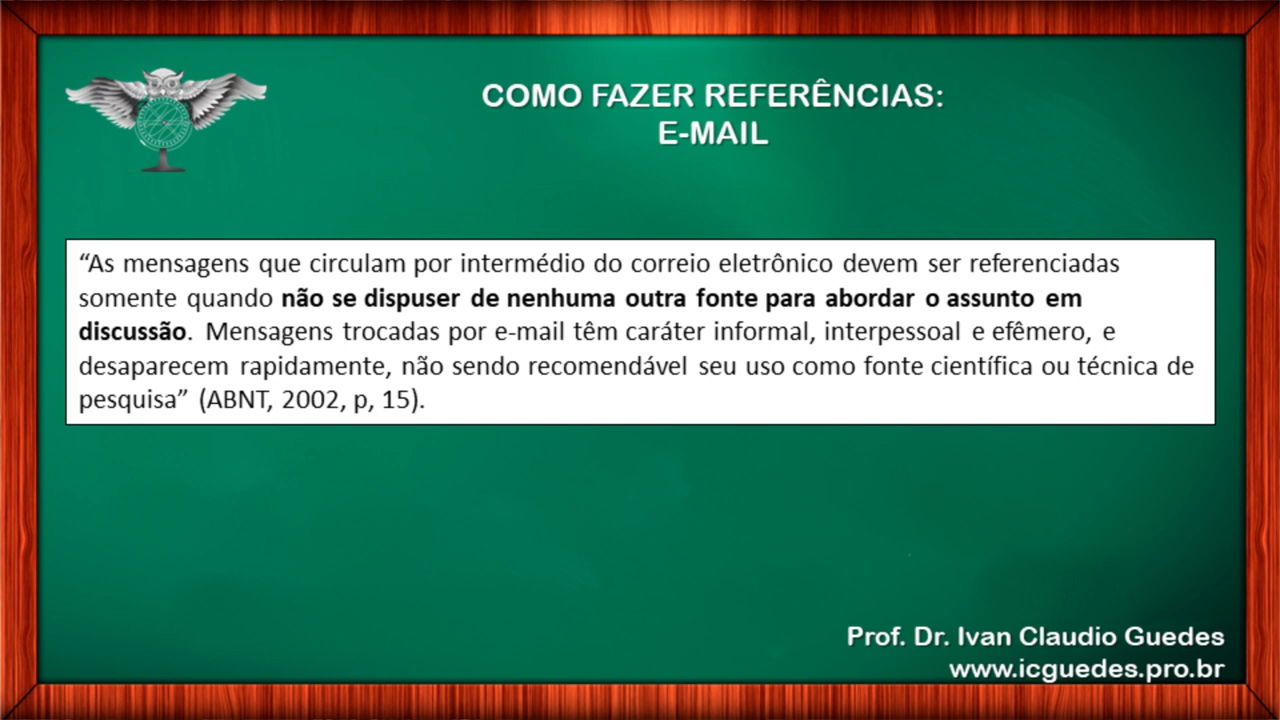 COMO FAZER REFERÊNCIAS:
E-MAIL
“As mensagens que circulam por intermédio do correio eletrônico devem ser referenciadas
somente quando não se dispuser de nenhuma outra fonte para abordar o assunto em
discussão. Mensagens trocadas por e-mail têm caráter informal, interpessoal e efêmero, e
desaparecem rapidamente, não sendo recomendável seu uso como fonte científica ou técnica de
pesquisa” (ABNT, 2002, p, 15).
Prof. Dr. Ivan Claudio Guedes
www.icguedes.pro.br